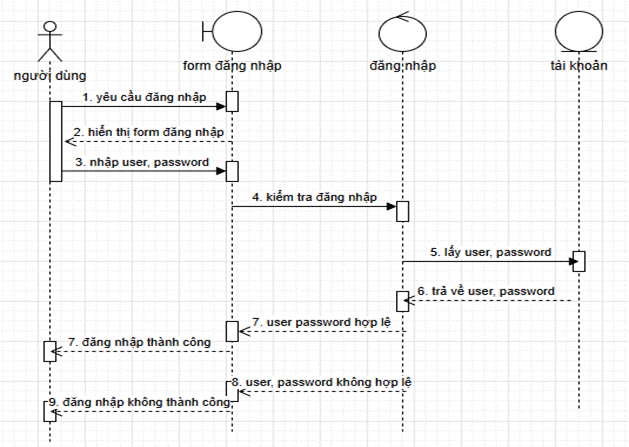 người dùng
form đăng nhập
đăng nhập
tài khoản
1. yêu cầu đăng nhập
2. hiển thị form đăng nhập
3. nhập user, password
4. kiểm tra đăng nhập
5. lấy user, password
6. trả về user, password
7. user password hợp lệ
7. đăng nhập thành công
8. user, password không hợp lệ
9. đăng nhập không thành công